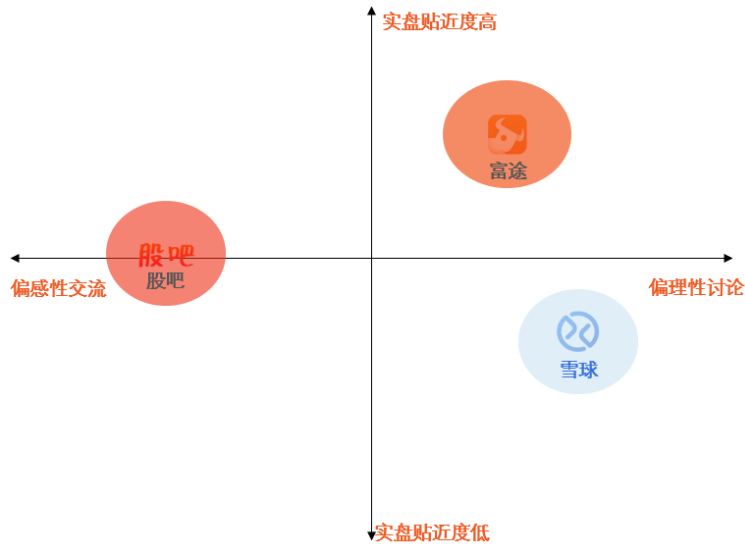 实盘贴近度高
富途
股吧
股吧
偏感性交流
偏理性讨论
雪球
实盘贴近度低